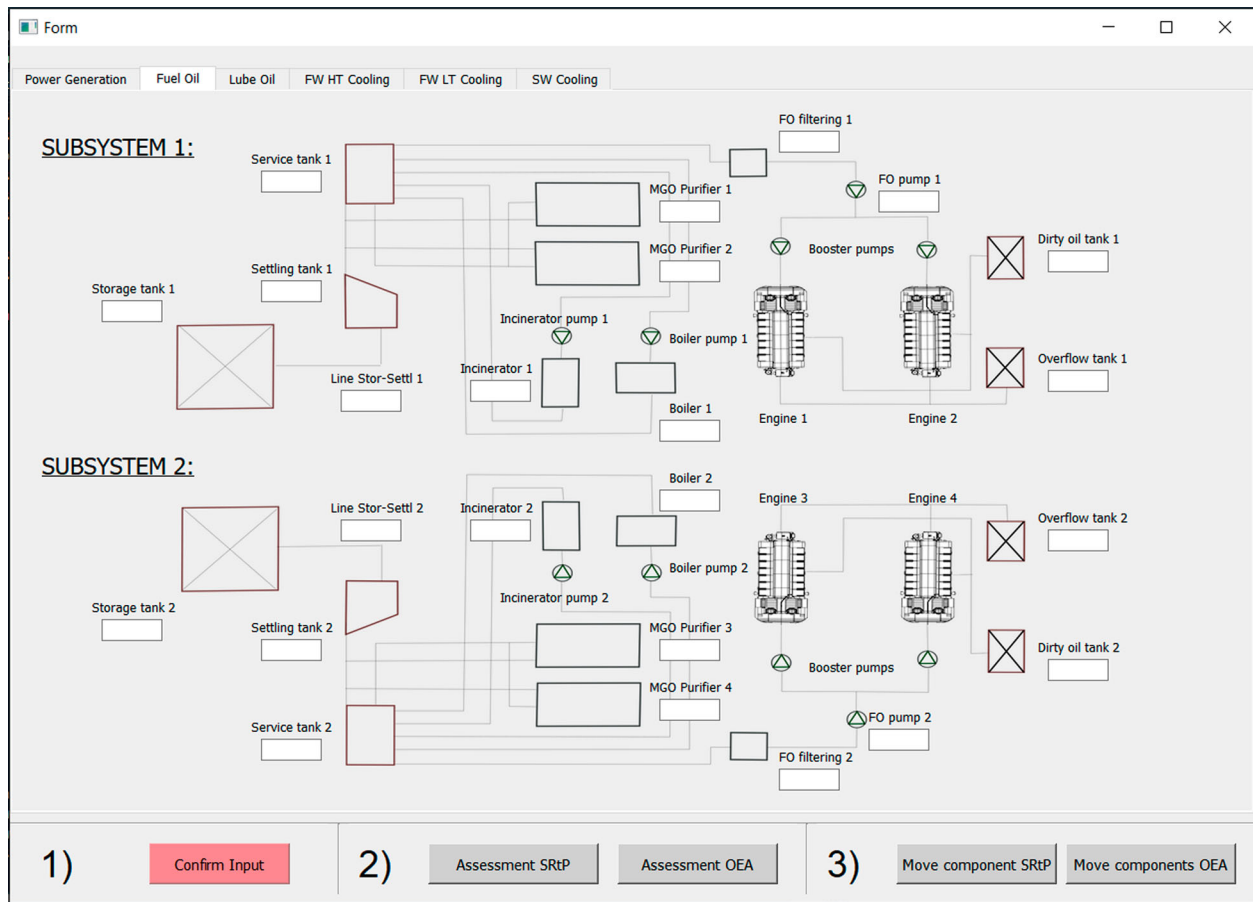 Form
Power Generation
Fuel Oil
Lube Oil
FW HT Cooling
FW LT Cooling
SW Cooling
SUBSYSTEM 1:
Service tank 1
Settling tank 1
Storage tank 1
Line Stor-Settl 1
MGO Purifier 1
MGO Purifier 2
Incinerator pump 1
Boiler pump 1
Incinerator 1
Boiler 1
FO filtering 1
FO pump 1
Booster pumps
Dirty oil tank 1
Overflow tank 1
Engine 1
Engine 2
SUBSYSTEM 2:
Line Stor-Settl 2
Storage tank 2
Settling tank 2
Service tank 2
Boiler 2
Incinerator 2
Boiler pump 2
Incinerator pump 2
MGO Purifier 3
MGO Purifier 4
Engine 3
Engine 4
Overflow tank 2
Dirty oil tank 2
Booster pumps
FO pump 2
FO filtering 2
1)
Confirm Input
2)
Assessment SRtP
Assessment OEA
3)
Move component SRtP
Move components OEA